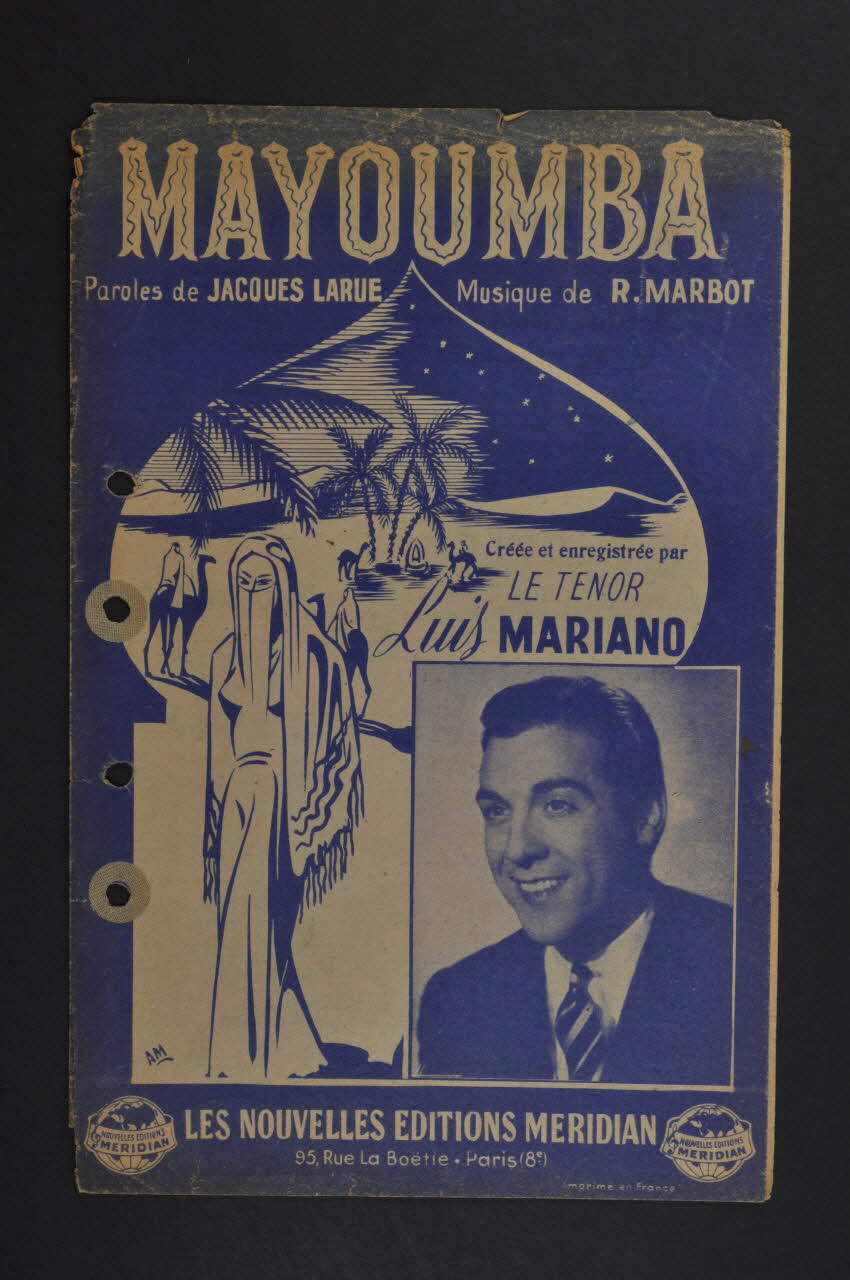 MAYOUMBA
Paroles de JACQUES LARUE Musique de R. MARBOT
Créée et enregistrée par
LE TENOR
Luis MARIANO
AM
LES NOUVELLES EDITIONS MERIDIAN
NOUVELLES EDITIONS
MERIDIAN
NOUVELLES EDITIONS
MERIDIAN
95, Rue La Boëtie • Paris (8e)
Imprimé en France